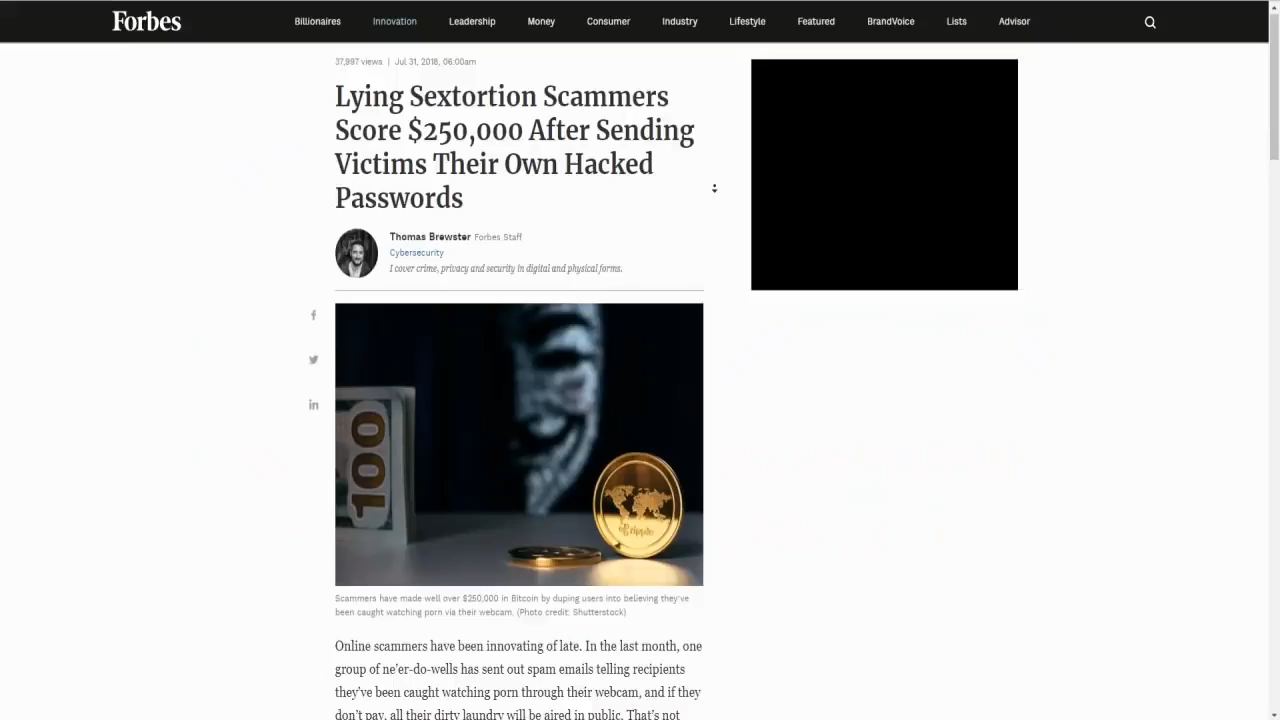 Forbes
Billionaires Innovation Leadership Money Consumer Industry Lifestyle Featured BrandVoice Lists Advisor
37,997 views | Jul 31, 2018, 06:00am
Lying Sextortion Scammers
Score $250,000 After Sending
Victims Their Own Hacked
Passwords
Thomas Brewster Forbes Staff
Cybersecurity
I cover crime, privacy and security in digital and physical forms.
100
Scammers have made well over $250,000 in Bitcoin by duping users into believing they've
been caught watching porn via their webcam. (Photo credit: Shutterstock)
Online scammers have been innovating of late. In the last month, one
group of ne'er-do-wells has sent out spam emails telling recipients
they've been caught watching porn through their webcam, and if they
don't pay, all their dirty laundry will be aired in public. That's not